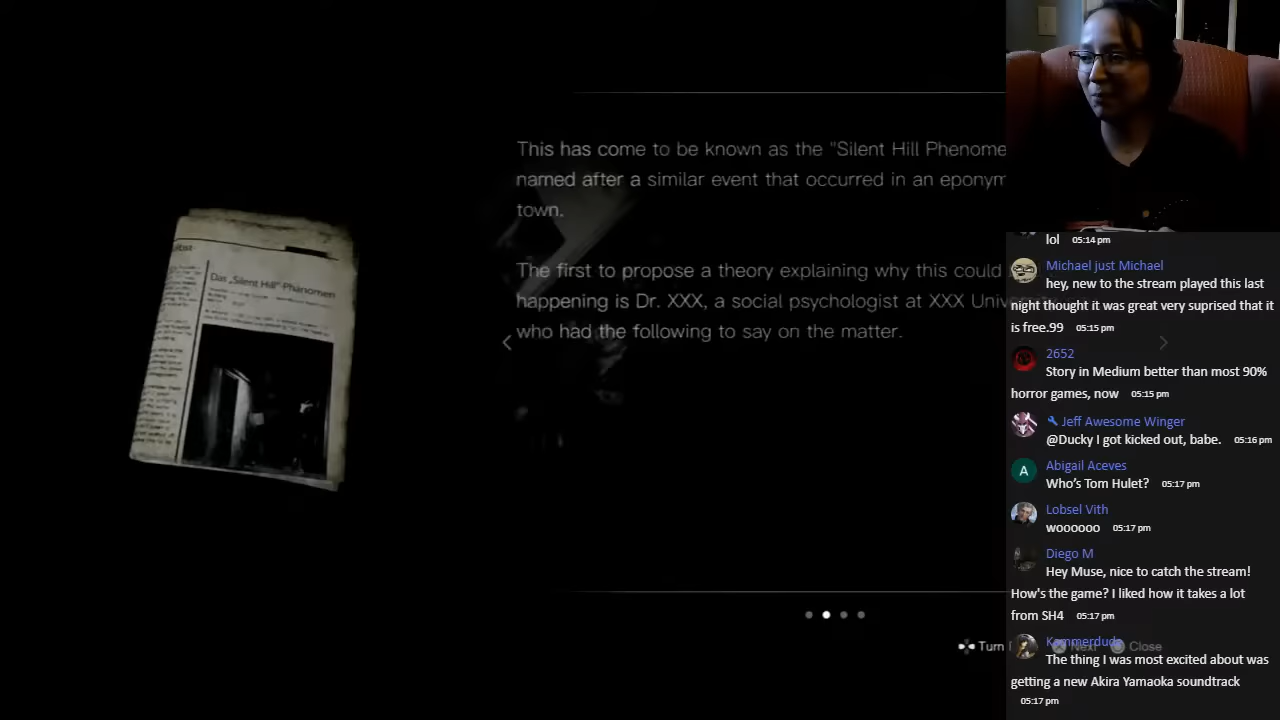 This has come to be known as the "Silent Hill Phenome
named after a similar event that occurred in an eponym
town.
The first to propose a theory explaining why this could
happening is Dr. XXX, a social psychologist at XXX Univ
who had the following to say on the matter.
Das „Silent Hill"-Phänomen
Turn
Next
Close
lol 05:14 pm
Michael just Michael
hey, new to the stream played this last
night thought it was great very suprised that it
is free.99 05:15 pm
2652
Story in Medium better than most 90%
horror games, now 05:15 pm
Jeff Awesome Winger
@Ducky I got kicked out, babe. 05:16 pm
A
Abigail Aceves
Who's Tom Hulet? 05:17 pm
Lobsel Vith
woooooo 05:17 pm
Diego M
Hey Muse, nice to catch the stream!
How's the game? I liked how it takes a lot
from SH4 05:17 pm
Kammerdude
The thing I was most excited about was
getting a new Akira Yamaoka soundtrack
05:17 pm